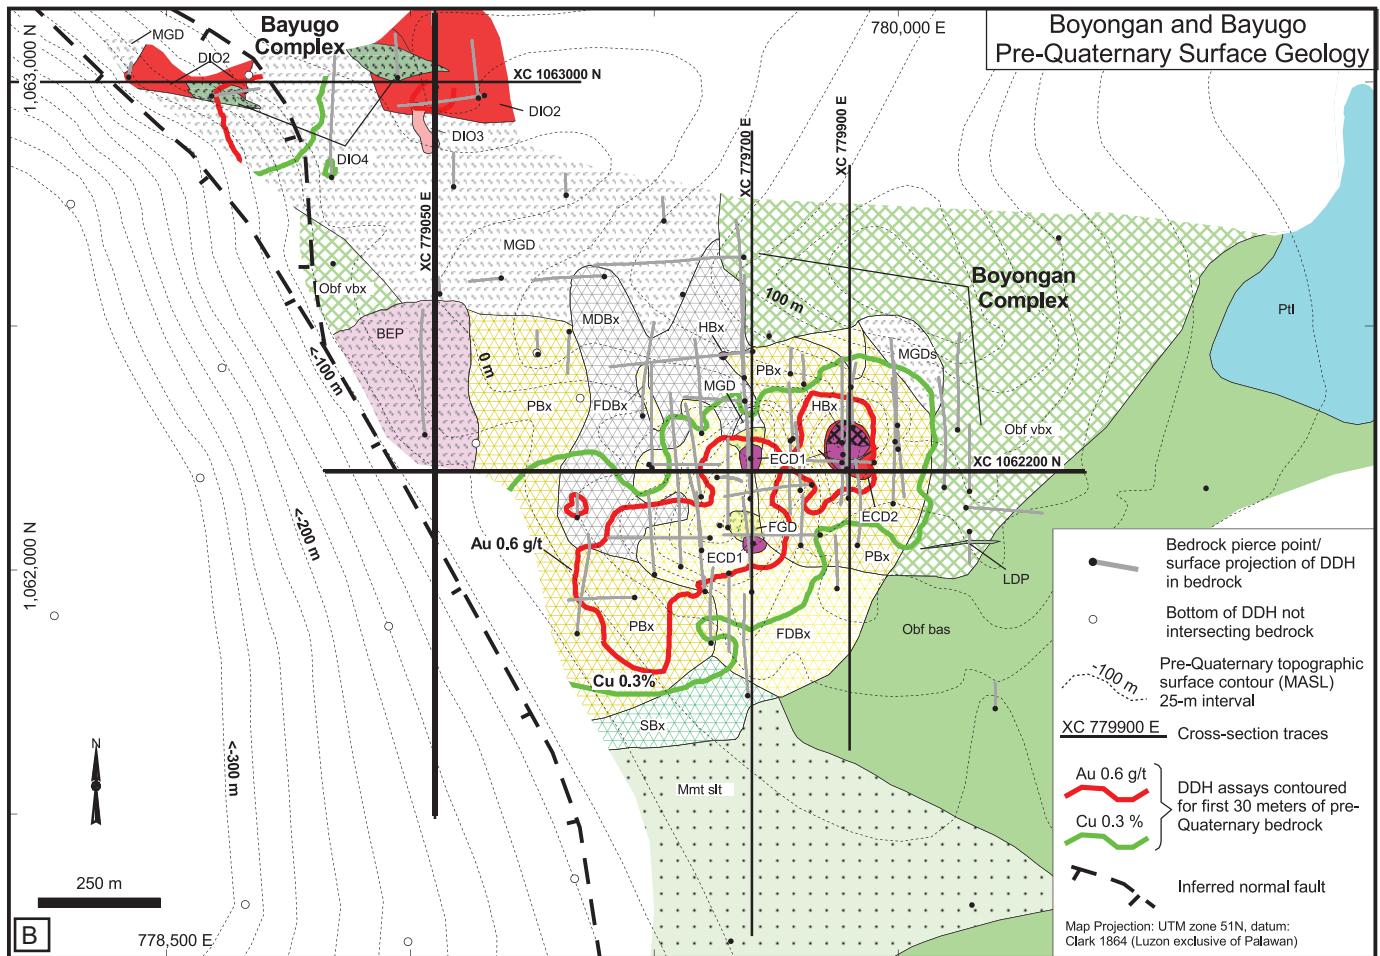 Boyongan and Bayugo
Pre-Quaternary Surface Geology
780,000 E
Bayugo
Complex
MGD
DIO2
XC 1063000 N
1,063,000 N
DIO2
DIO3
DIO4
XC 779050 E
XC 779700 E
XC 779900 E
MGD
Obf vbx
Boyongan
Complex
100 m
Ptl
BEP
MDBx
HBx
MGDs
<-100 m
0 m
PBx
MGD
PBx
FDBx
HBx
Obf vbx
ECD1
XC 1062200 N
<-200 m
ECD2
FGD
Au 0.6 g/t
ECD1
PBx
LDP
1,062,000 N
PBx
FDBx
Obf bas
Cu 0.3%
SBx
<-300 m
Mmt slt
N
250 m
B
778,500 E
Bedrock pierce point/
surface projection of DDH
in bedrock
Bottom of DDH not
intersecting bedrock
-100 m
Pre-Quaternary topographic
surface contour (MASL)
25-m interval
XC 779900 E
Cross-section traces
Au 0.6 g/t
Cu 0.3 %
DDH assays contoured
for first 30 meters of pre-
Quaternary bedrock
Inferred normal fault
Map Projection: UTM zone 51N, datum:
Clark 1864 (Luzon exclusive of Palawan)